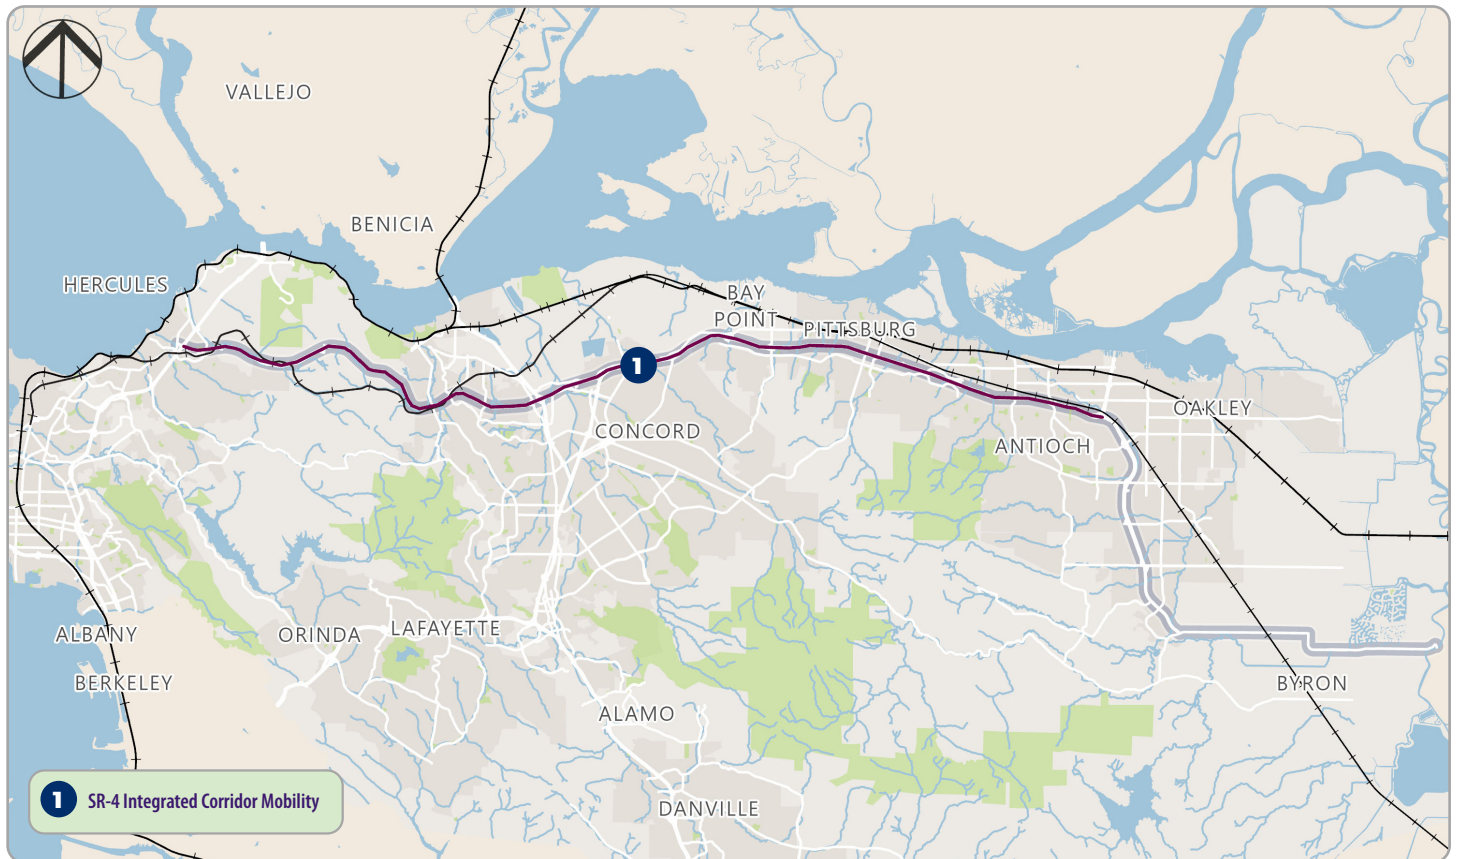 VALLEJO
BENICIA
HERCULES
BAY
POINT
PITTSBURG
1
OAKLEY
CONCORD
ANTIOCH
ALBANY
ORINDA
LAFAYETTE
BERKELEY
BYRON
ALAMO
1 SR-4 Integrated Corridor Mobility
DANVILLE